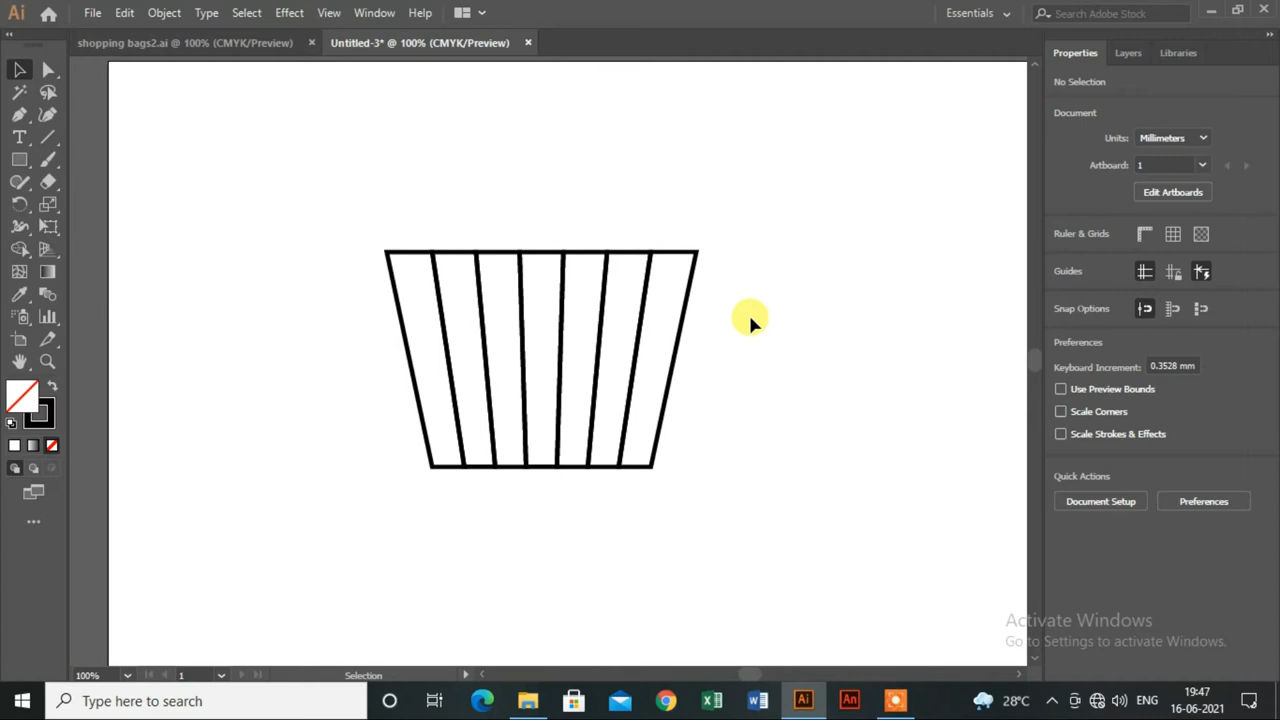 Ai File Edit Object Type Select Effect View Window Help Essentials Search Adobe Stock
shopping bags2.ai @ 100% (CMYK/Preview) × Untitled-3* @ 100% (CMYK/Preview) ×
Properties Layers Libraries
No Selection
Document
Units: Millimeters
Artboard: 1
Edit Artboards
Ruler & Grids
Guides
Snap Options
Preferences
Keyboard Increment: 0.3528 mm
Use Preview Bounds
Scale Corners
Scale Strokes & Effects
Quick Actions
Document Setup Preferences
Activate Windows
Go to Settings to activate Windows.
100% 1 Selection
Type here to search Ai An 28°C ENG 19:47
16-06-2021